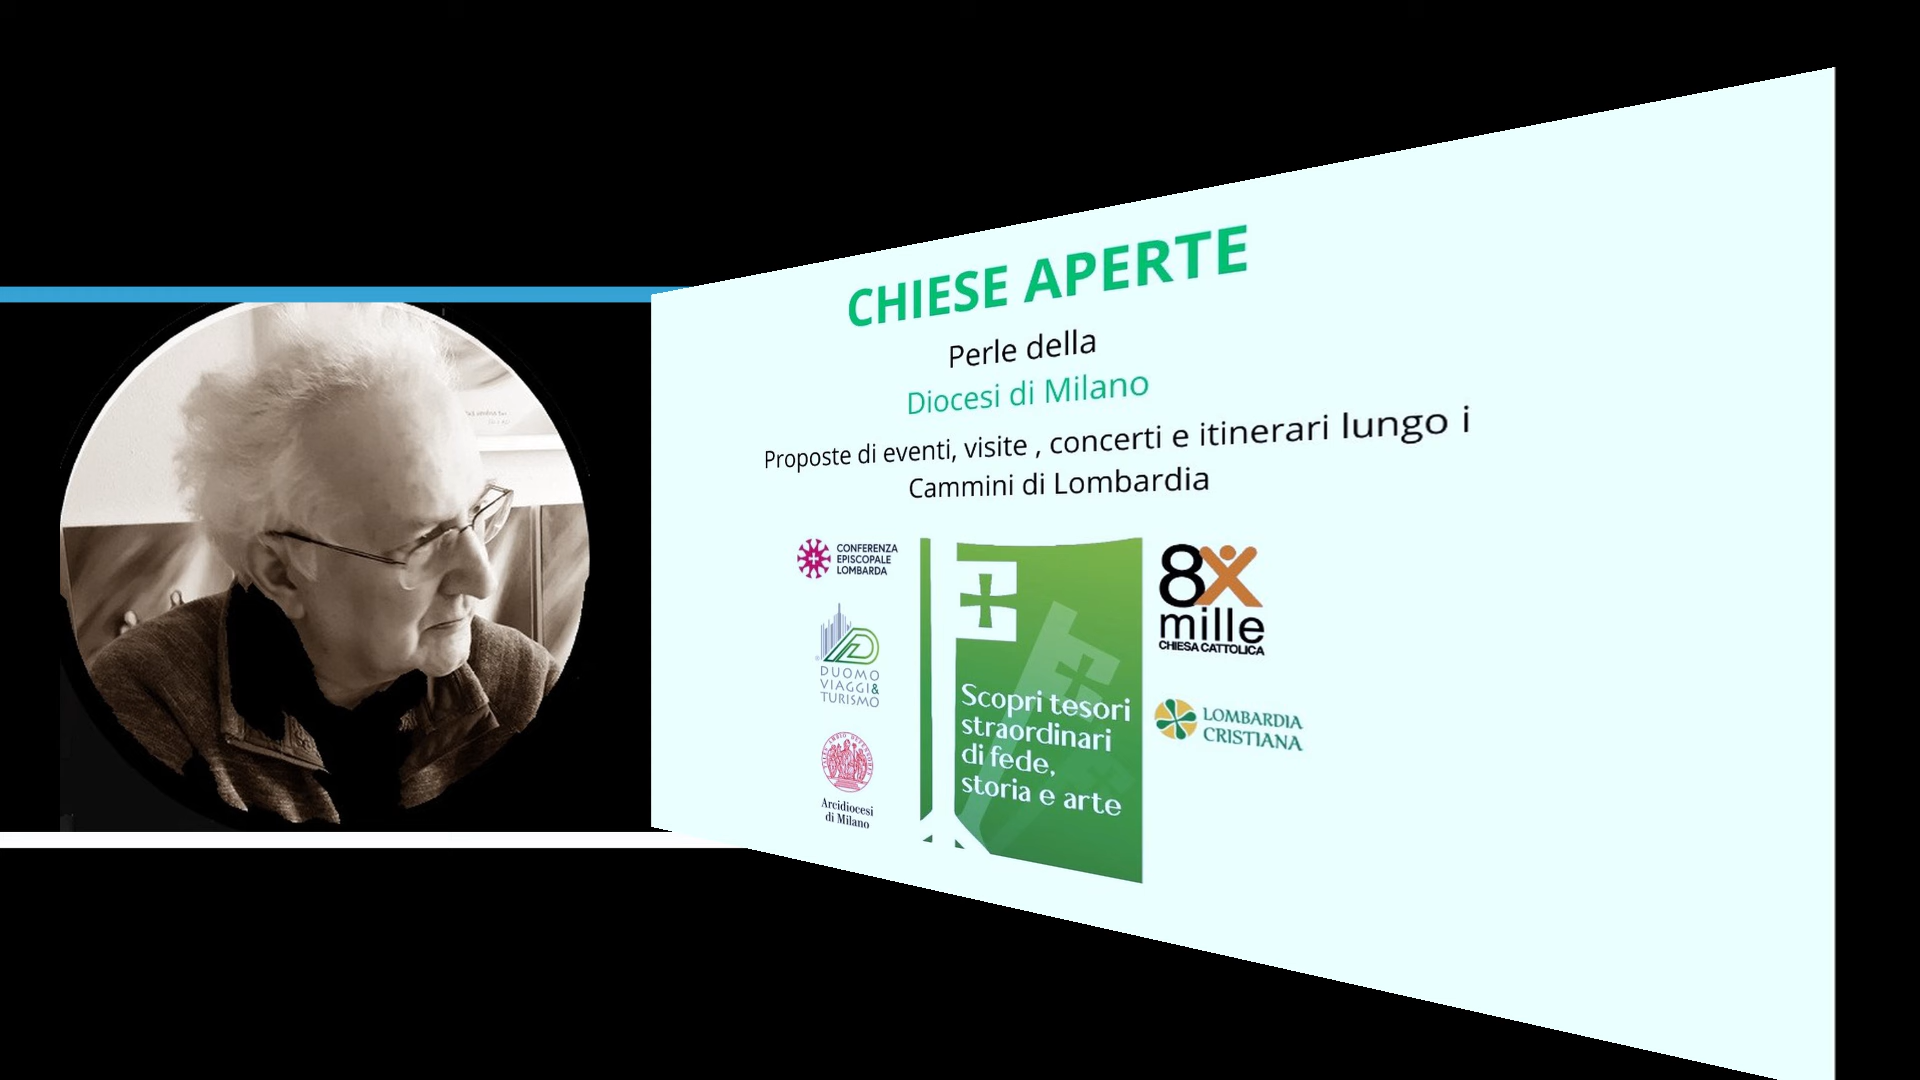 CHIESE APERTE
Perle della
Diocesi di Milano
Proposte di eventi, visite , concerti e itinerari lungo i
Cammini di Lombardia
CONFERENZA
EPISCOPALE
LOMBARDA
DUOMO
VIAGGI&
TURISMO
Arcidiocesi
di Milano
Scopri tesori
straordinari
di fede,
storia e arte
8X
mille
CHIESA CATTOLICA
LOMBARDIA
CRISTIANA